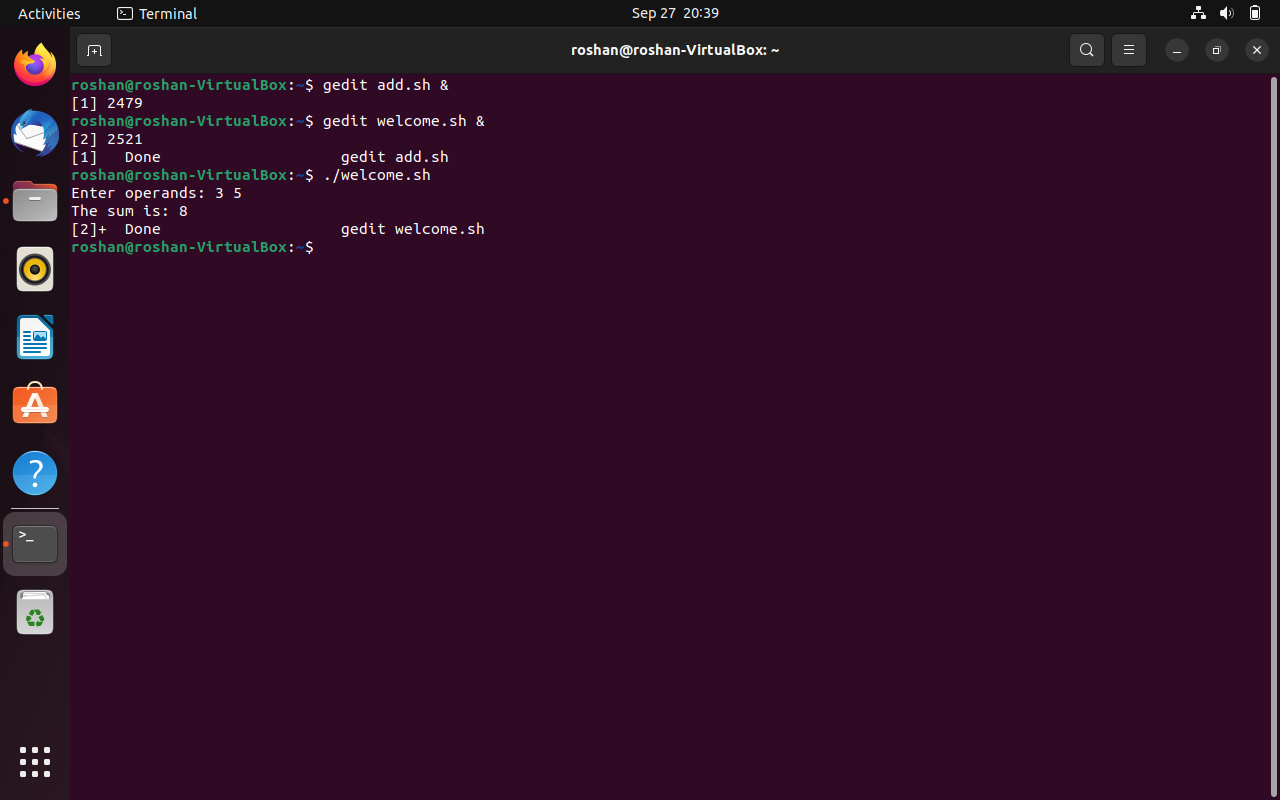 Activities Terminal Sep 27 20:39
roshan@roshan-VirtualBox: ~
roshan@roshan-VirtualBox:~$ gedit add.sh &
[1] 2479
roshan@roshan-VirtualBox:~$ gedit welcome.sh &
[2] 2521
[1]   Done                    gedit add.sh
roshan@roshan-VirtualBox:~$ ./welcome.sh
Enter operands: 3 5
The sum is: 8
[2]+  Done                    gedit welcome.sh
roshan@roshan-VirtualBox:~$